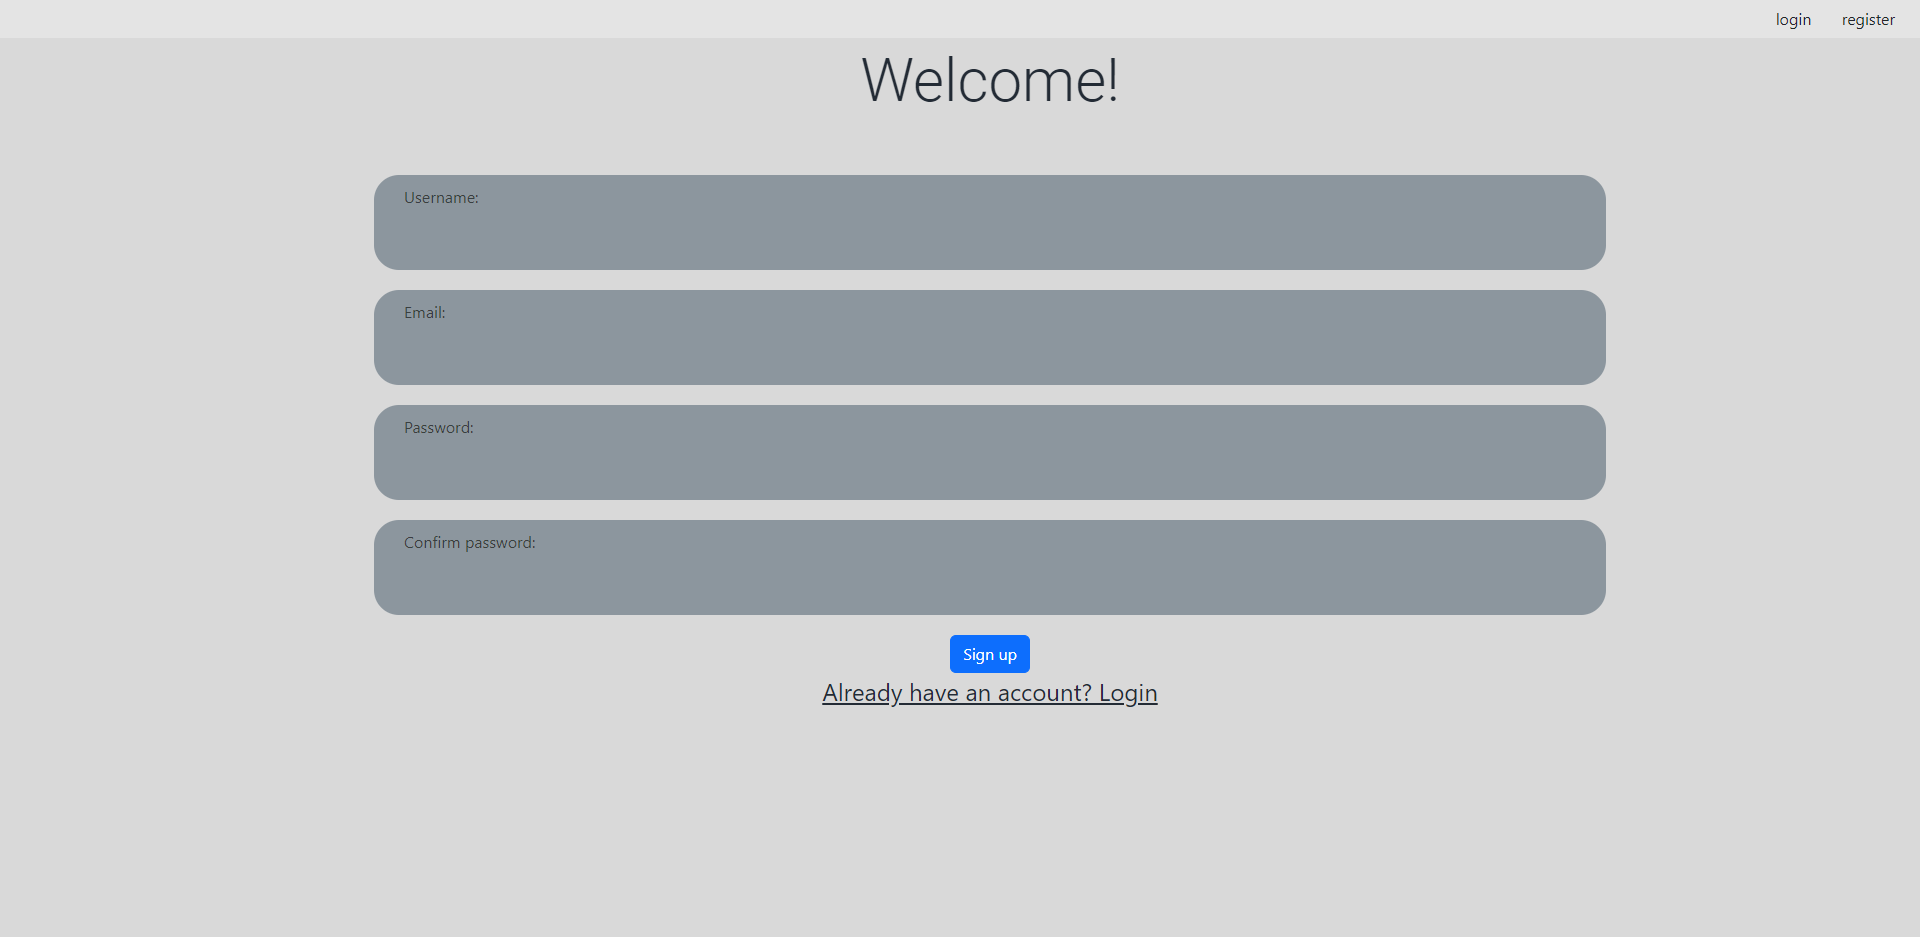 login register
Welcome!
Username:
Email:
Password:
Confirm password:
Sign up
Already have an account? Login